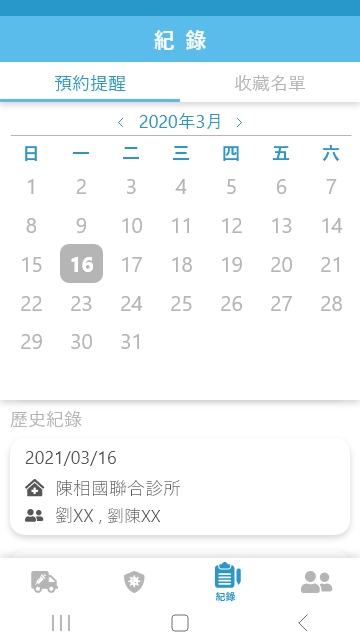 紀 錄
預約提醒 收藏名單
2020年3月
日 一 二 三 四 五 六
1 2 3 4 5 6 7
8 9 10 11 12 13 14
15 16 17 18 19 20 21
22 23 24 25 26 27 28
29 30 31
歷史紀錄
2021/03/16
陳相國聯合診所
劉XX , 劉陳XX
紀錄